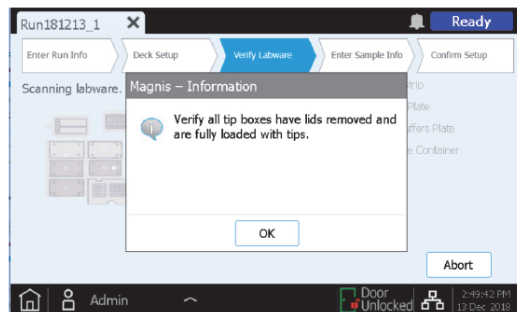 Run181213_1
Ready
Enter Run Info
Deck Setup
Verify Labware
Enter Sample Info
Confirm Setup
Scanning labware.
Magnis – Information
Verify all tip boxes have lids removed and
are fully loaded with tips.
OK
Plate
Plate
Container
Abort
Admin
Door
Unlocked
2:49:42 PM
13 Dec 2018